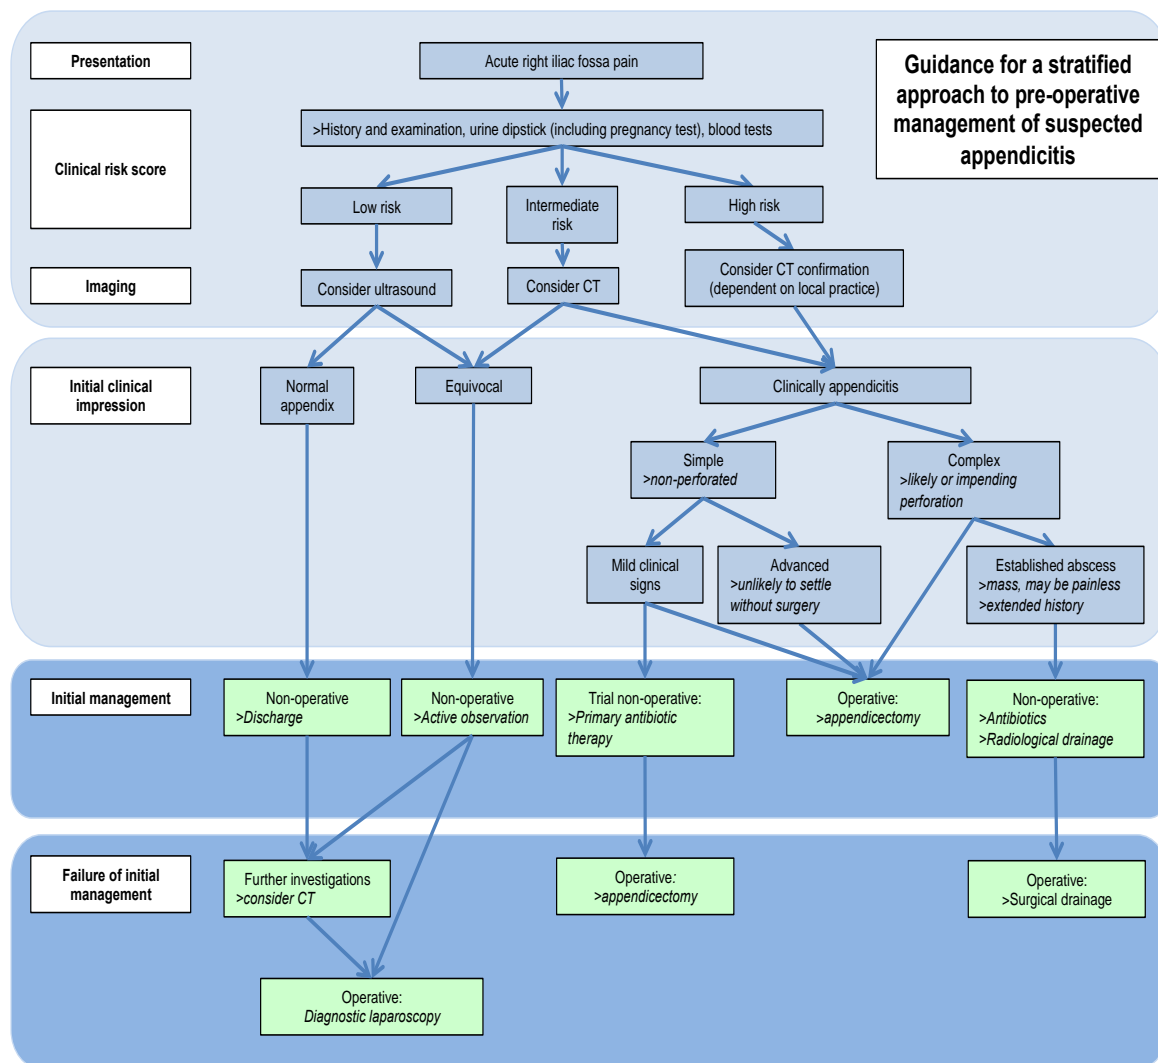 Presentation
Acute right iliac fossa pain
Guidance for a stratified
approach to pre-operative
management of suspected
appendicitis
Clinical risk score
>History and examination, urine dipstick (including pregnancy test), blood tests
Low risk
Intermediate
risk
High risk
Imaging
Consider ultrasound
Consider CT
Consider CT confirmation
(dependent on local practice)
Initial clinical
impression
Normal
appendix
Equivocal
Clinically appendicitis
Simple
>non-perforated
Complex
>likely or impending
perforation
Mild clinical
signs
Advanced
>unlikely to settle
without surgery
Established abscess
>mass, may be painless
>extended history
Initial management
Non-operative
>Discharge
Non-operative
>Active observation
Trial non-operative:
>Primary antibiotic
therapy
Operative:
>appendicectomy
Non-operative:
>Antibiotics
>Radiological drainage
Failure of initial
management
Further investigations
>consider CT
Operative:
>appendicectomy
Operative:
>Surgical drainage
Operative:
Diagnostic laparoscopy